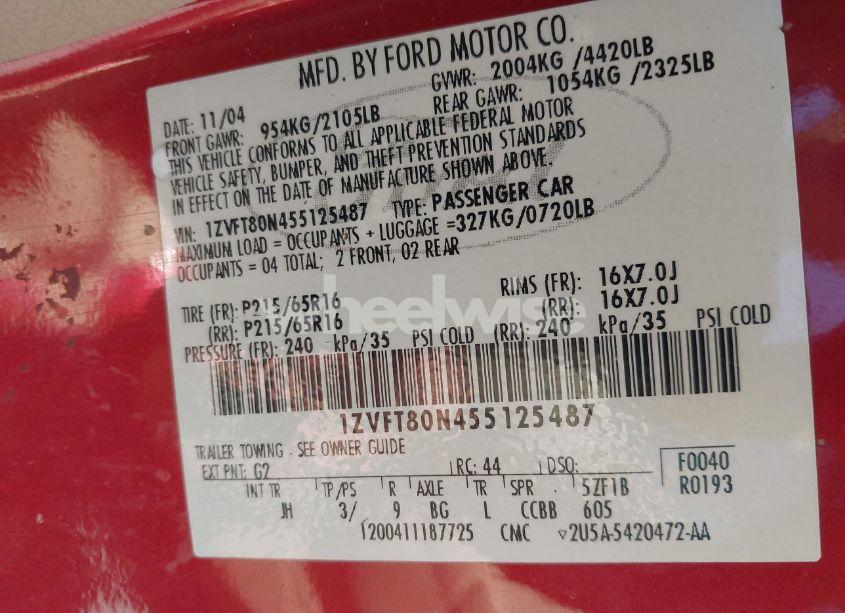 MFD. BY FORD MOTOR CO.
DATE: 11/04 GVWR: 2004KG /4420LB
FRONT GAWR: 954KG/2105LB REAR GAWR: 1054KG /2325LB
THIS VEHICLE CONFORMS TO ALL APPLICABLE FEDERAL MOTOR
VEHICLE SAFETY, BUMPER, AND THEFT PREVENTION STANDARDS
IN EFFECT ON THE DATE OF MANUFACTURE SHOWN ABOVE.
VIN: 1ZVFT80N455125487 TYPE: PASSENGER CAR
MAXIMUM LOAD = OCCUPANTS + LUGGAGE =327KG/0720LB
OCCUPANTS = 04 TOTAL; 2 FRONT, 02 REAR
TIRE (FR): P215/65R16 RIMS (FR): 16X7.0J
(RR): P215/65R16 (RR): 16X7.0J
PRESSURE (FR): 240 kPa/35 PSI COLD (RR): 240 kPa/35 PSI COLD
heelwise
1ZVFT80N455125487
TRAILER TOWING - SEE OWNER GUIDE
EXT PNT: G2 RC: 44 DSO: F0040
INT TR TP/PS R AXLE TR SPR 5ZF1B R0193
JH 3/ 9 BG L CCBB 605
1200411187725 CMC ▽2U5A-5420472-AA